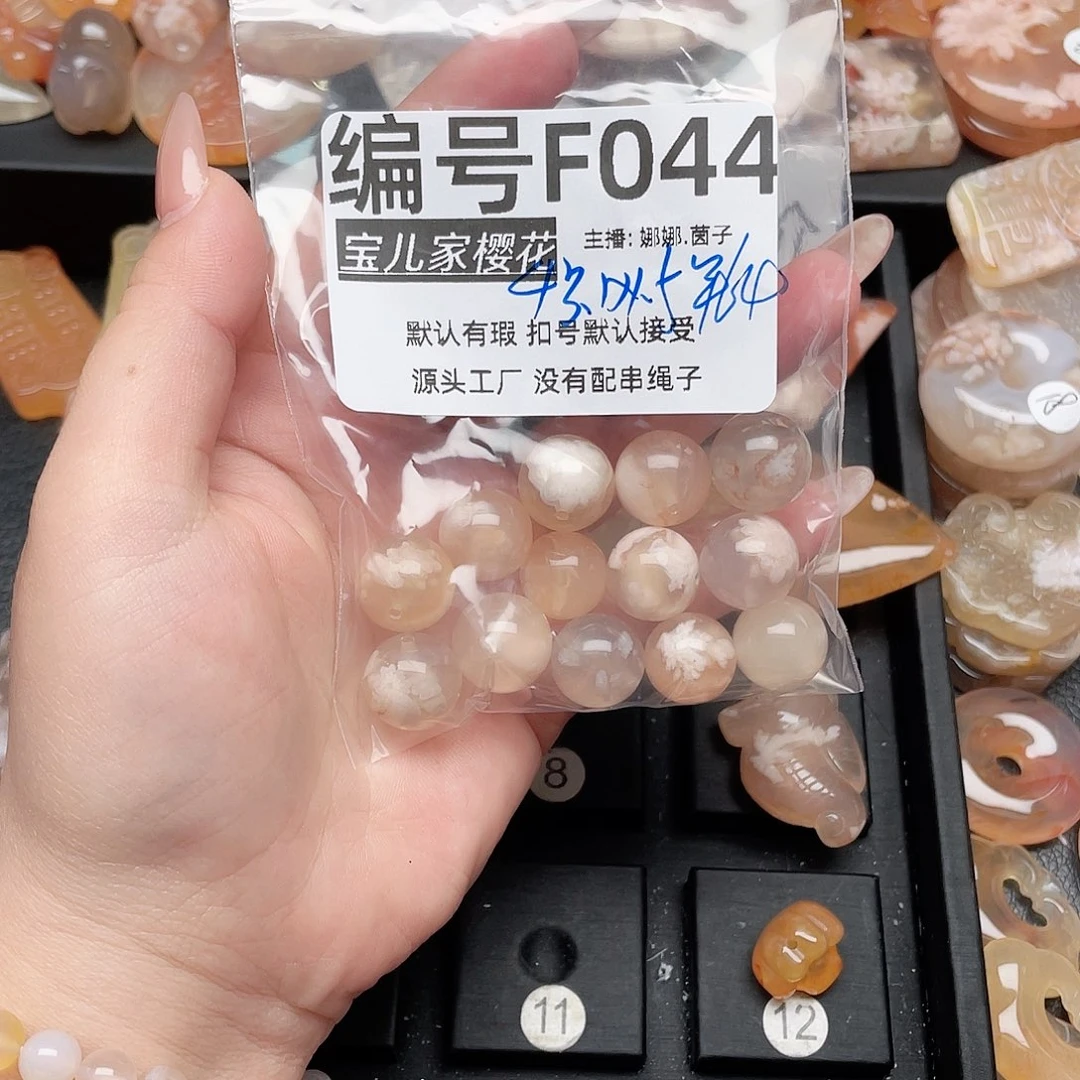 编号F044
宝儿家樱花 主播: 娜娜.茵子
默认有瑕 扣号默认接受
源头工厂 没有配串绳子
18
8
11
12